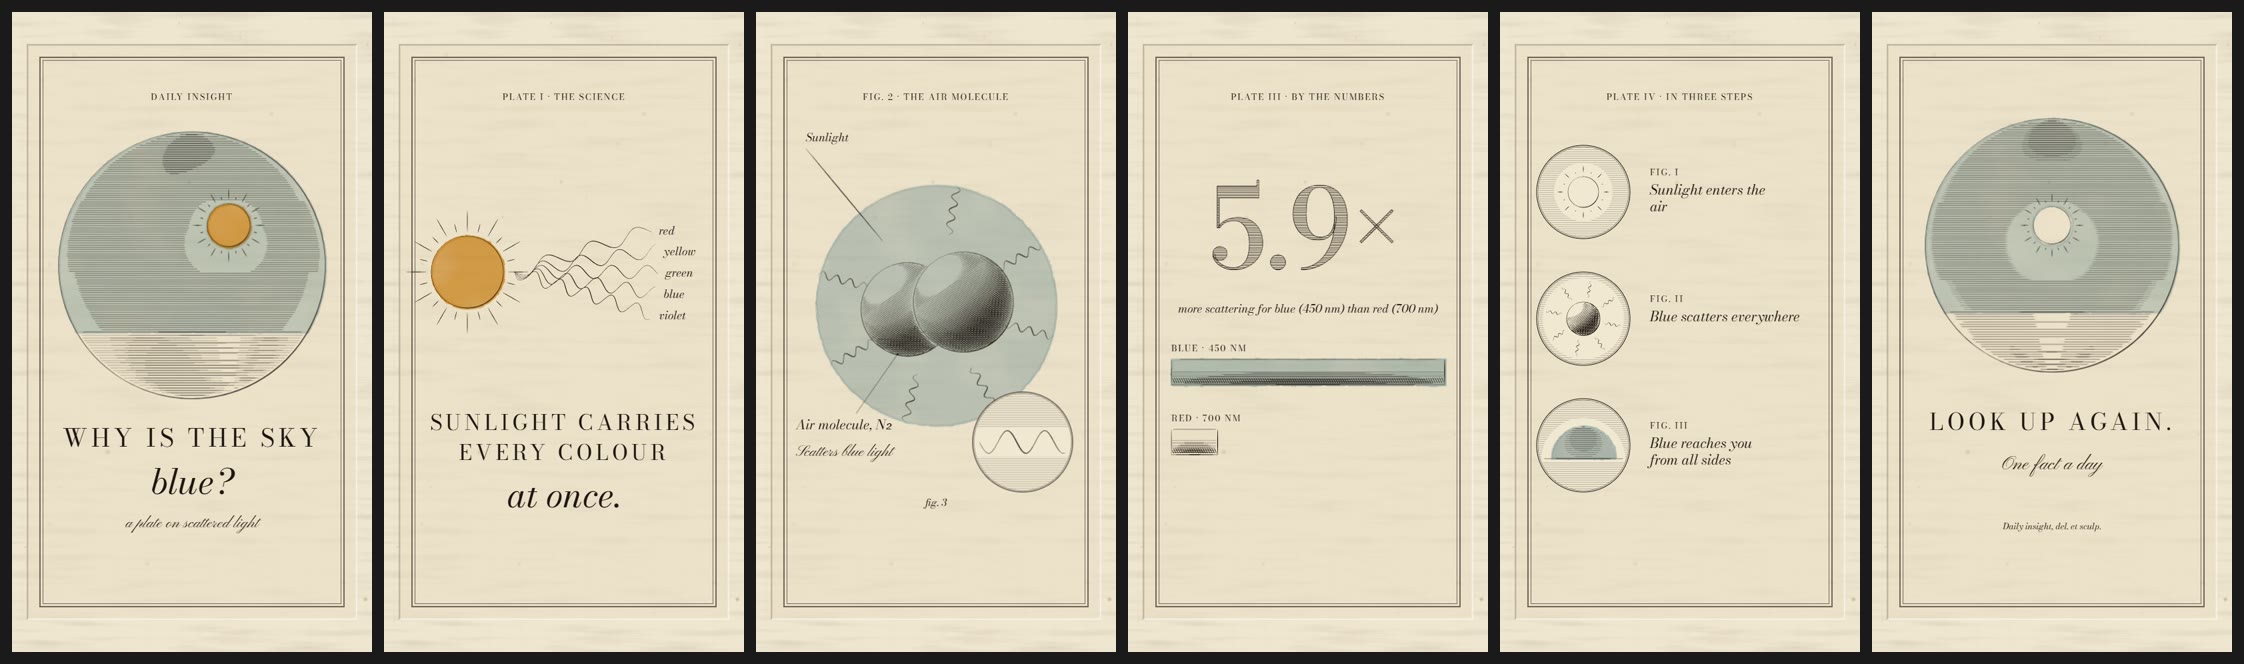 DAILY INSIGHT
WHY IS THE SKY
blue?
a plate on scattered light
PLATE I · THE SCIENCE
red
yellow
green
blue
violet
SUNLIGHT CARRIES
EVERY COLOUR
at once.
FIG. 2 · THE AIR MOLECULE
Sunlight
Air molecule, N2
Scatters blue light
fig. 3
PLATE III · BY THE NUMBERS
5.9×
more scattering for blue (450 nm) than red (700 nm)
BLUE · 450 NM
RED · 700 NM
PLATE IV · IN THREE STEPS
FIG. I
Sunlight enters the
air
FIG. II
Blue scatters everywhere
FIG. III
Blue reaches you
from all sides
LOOK UP AGAIN.
One fact a day
Daily insight, del. et sculp.